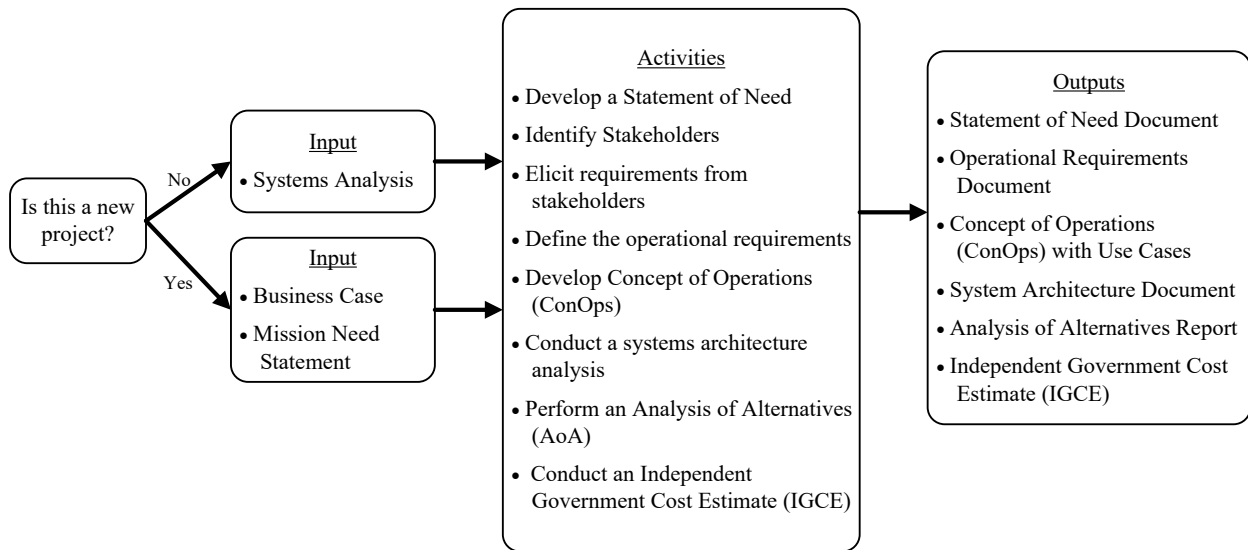 Is this a new
project?
No
Yes
Input
• Systems Analysis
Input
• Business Case
• Mission Need
Statement
Activities
• Develop a Statement of Need
• Identify Stakeholders
• Elicit requirements from
stakeholders
• Define the operational requirements
• Develop Concept of Operations
(ConOps)
• Conduct a systems architecture
analysis
• Perform an Analysis of Alternatives
(AoA)
• Conduct an Independent
Government Cost Estimate (IGCE)
Outputs
• Statement of Need Document
• Operational Requirements
Document
• Concept of Operations
(ConOps) with Use Cases
• System Architecture Document
• Analysis of Alternatives Report
• Independent Government Cost
Estimate (IGCE)